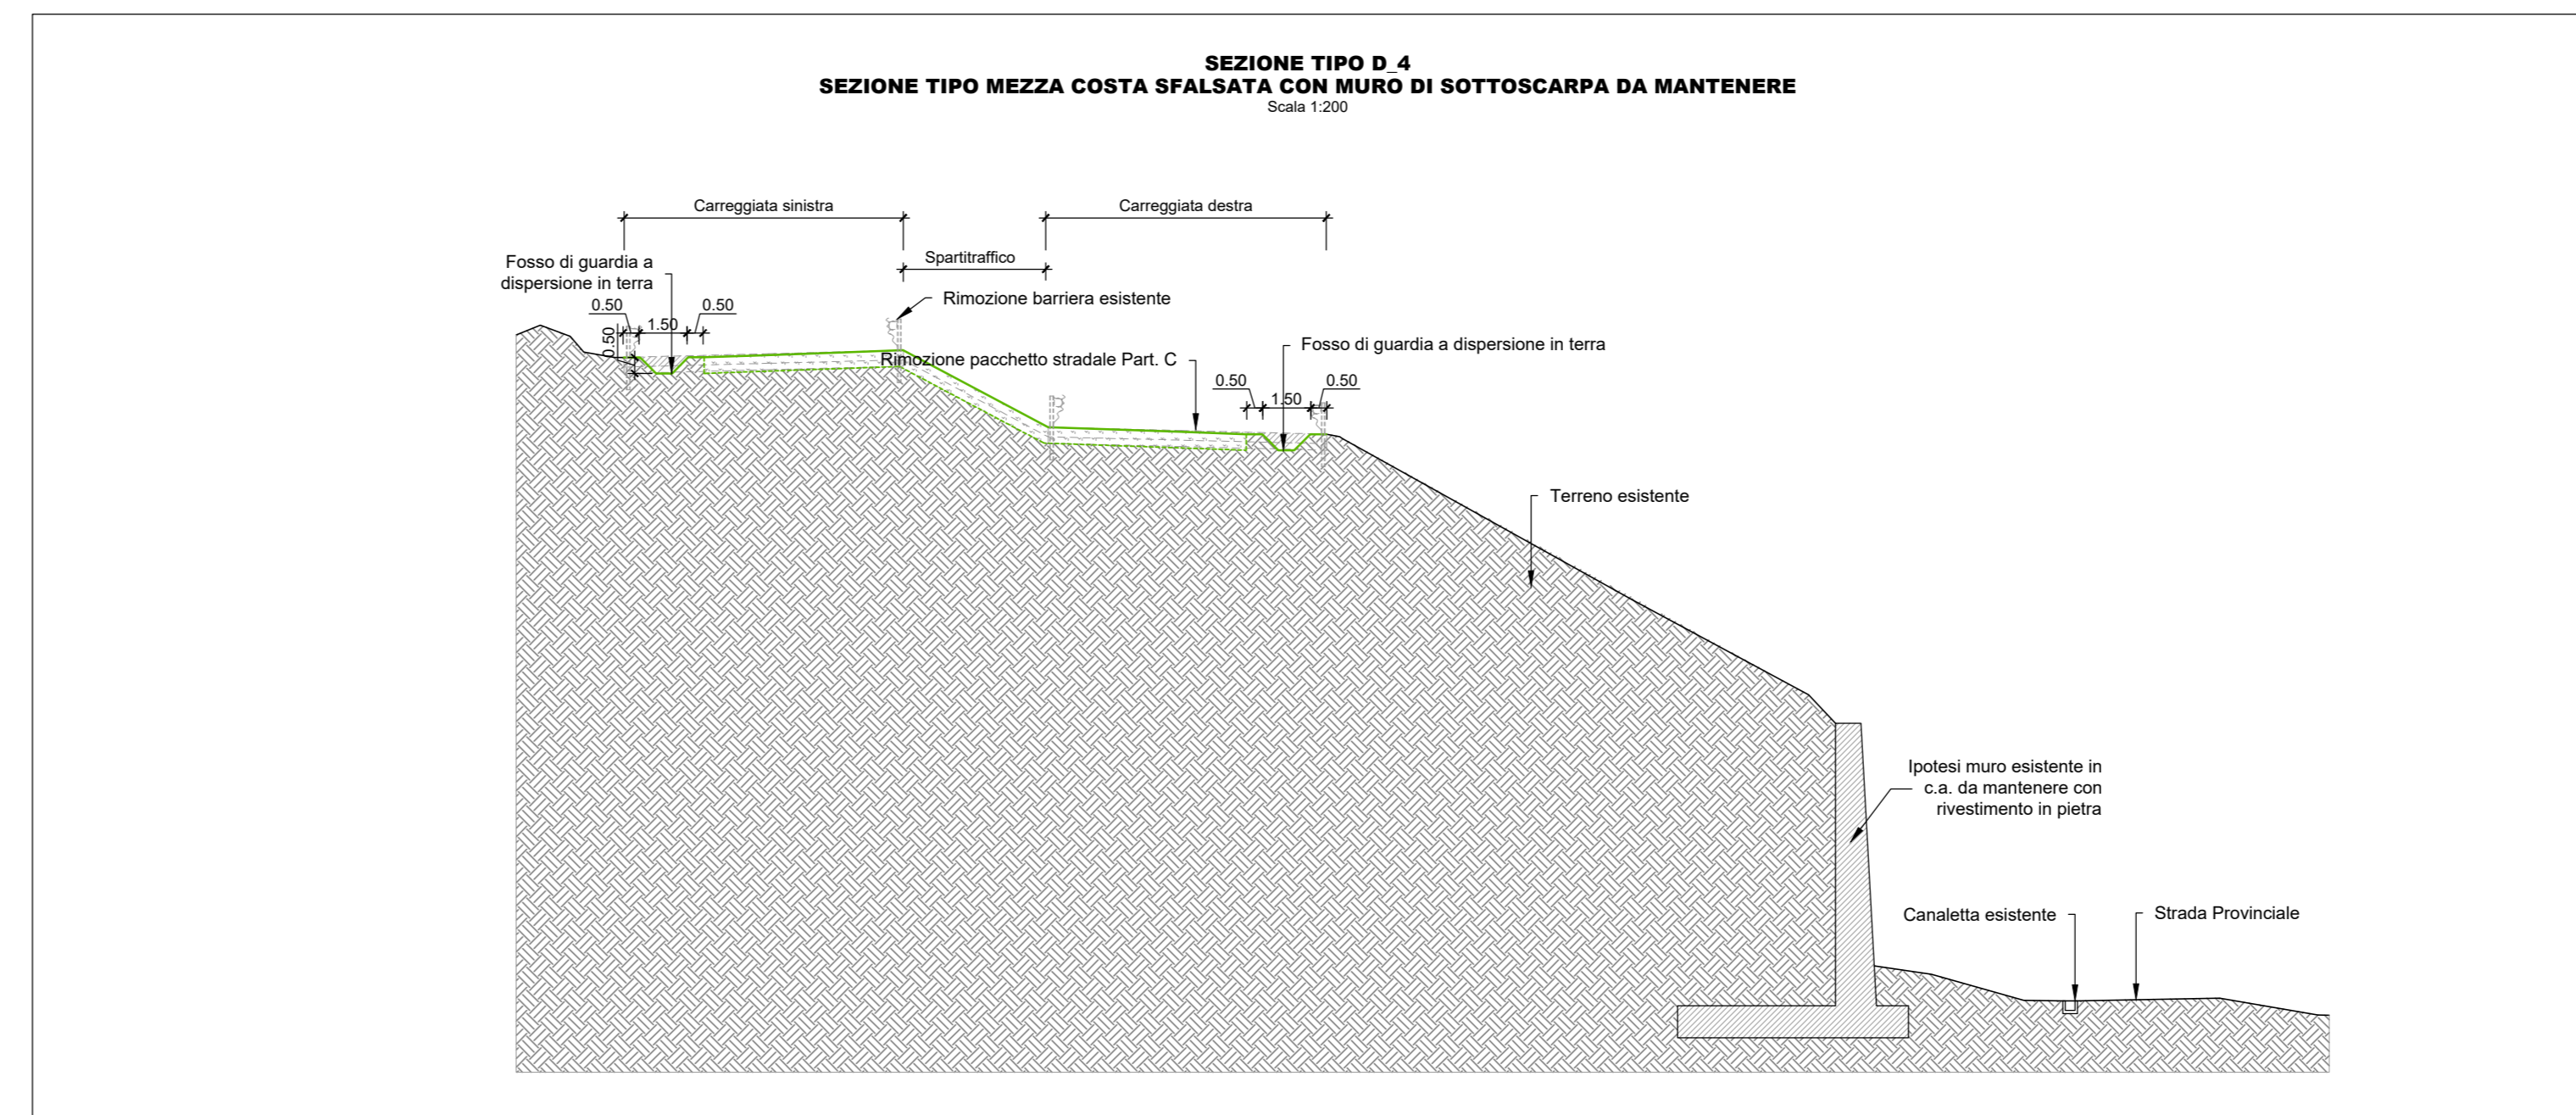 SEZIONE TIPO D_4
SEZIONE TIPO MEZZA COSTA SFALSATA CON MURO DI SOTTOSCARPA DA MANTENERE
Scala 1:200
Carreggiata sinistra
Carreggiata destra
Spartitraffico
Fosso di guardia a
dispersione in terra
Rimozione barriera esistente
0.50
1.50
0.50
0.50
Fosso di guardia a dispersione in terra
Rimozione pacchetto stradale Part. C
0.50
1.50
0.50
Terreno esistente
Ipotesi muro esistente in
c.a. da mantenere con
rivestimento in pietra
Canaletta esistente
Strada Provinciale